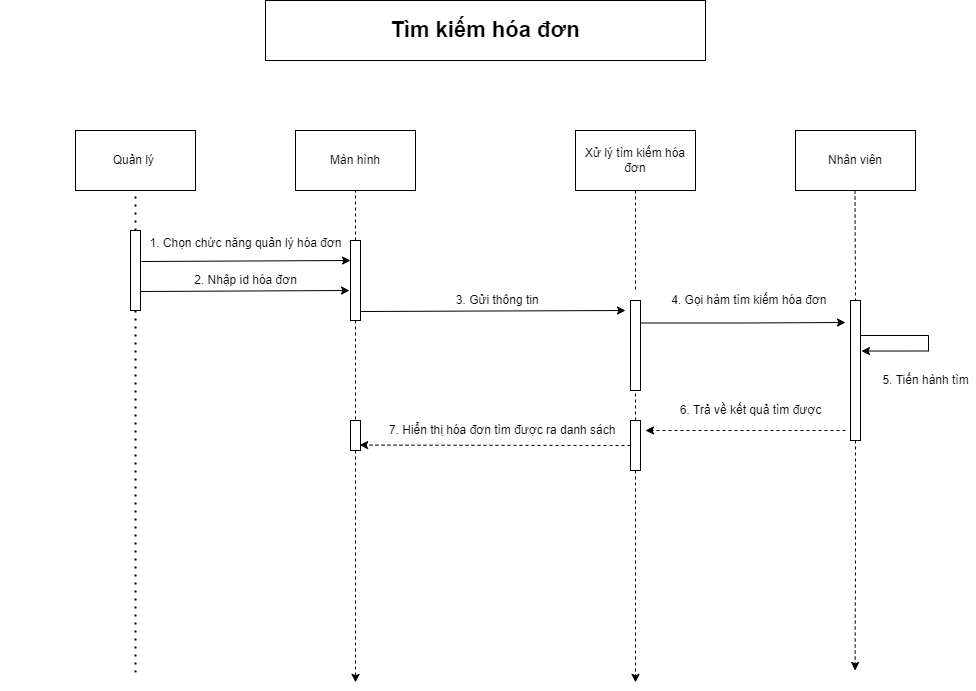 Tìm kiếm hóa đơn
Quản lý
Màn hình
Xử lý tìm kiếm hóa
đơn
Nhân viên
1. Chọn chức năng quản lý hóa đơn
2. Nhập id hóa đơn
3. Gửi thông tin
4. Gọi hàm tìm kiếm hóa đơn
5. Tiến hành tìm
6. Trả về kết quả tìm được
7. Hiển thị hóa đơn tìm được ra danh sách